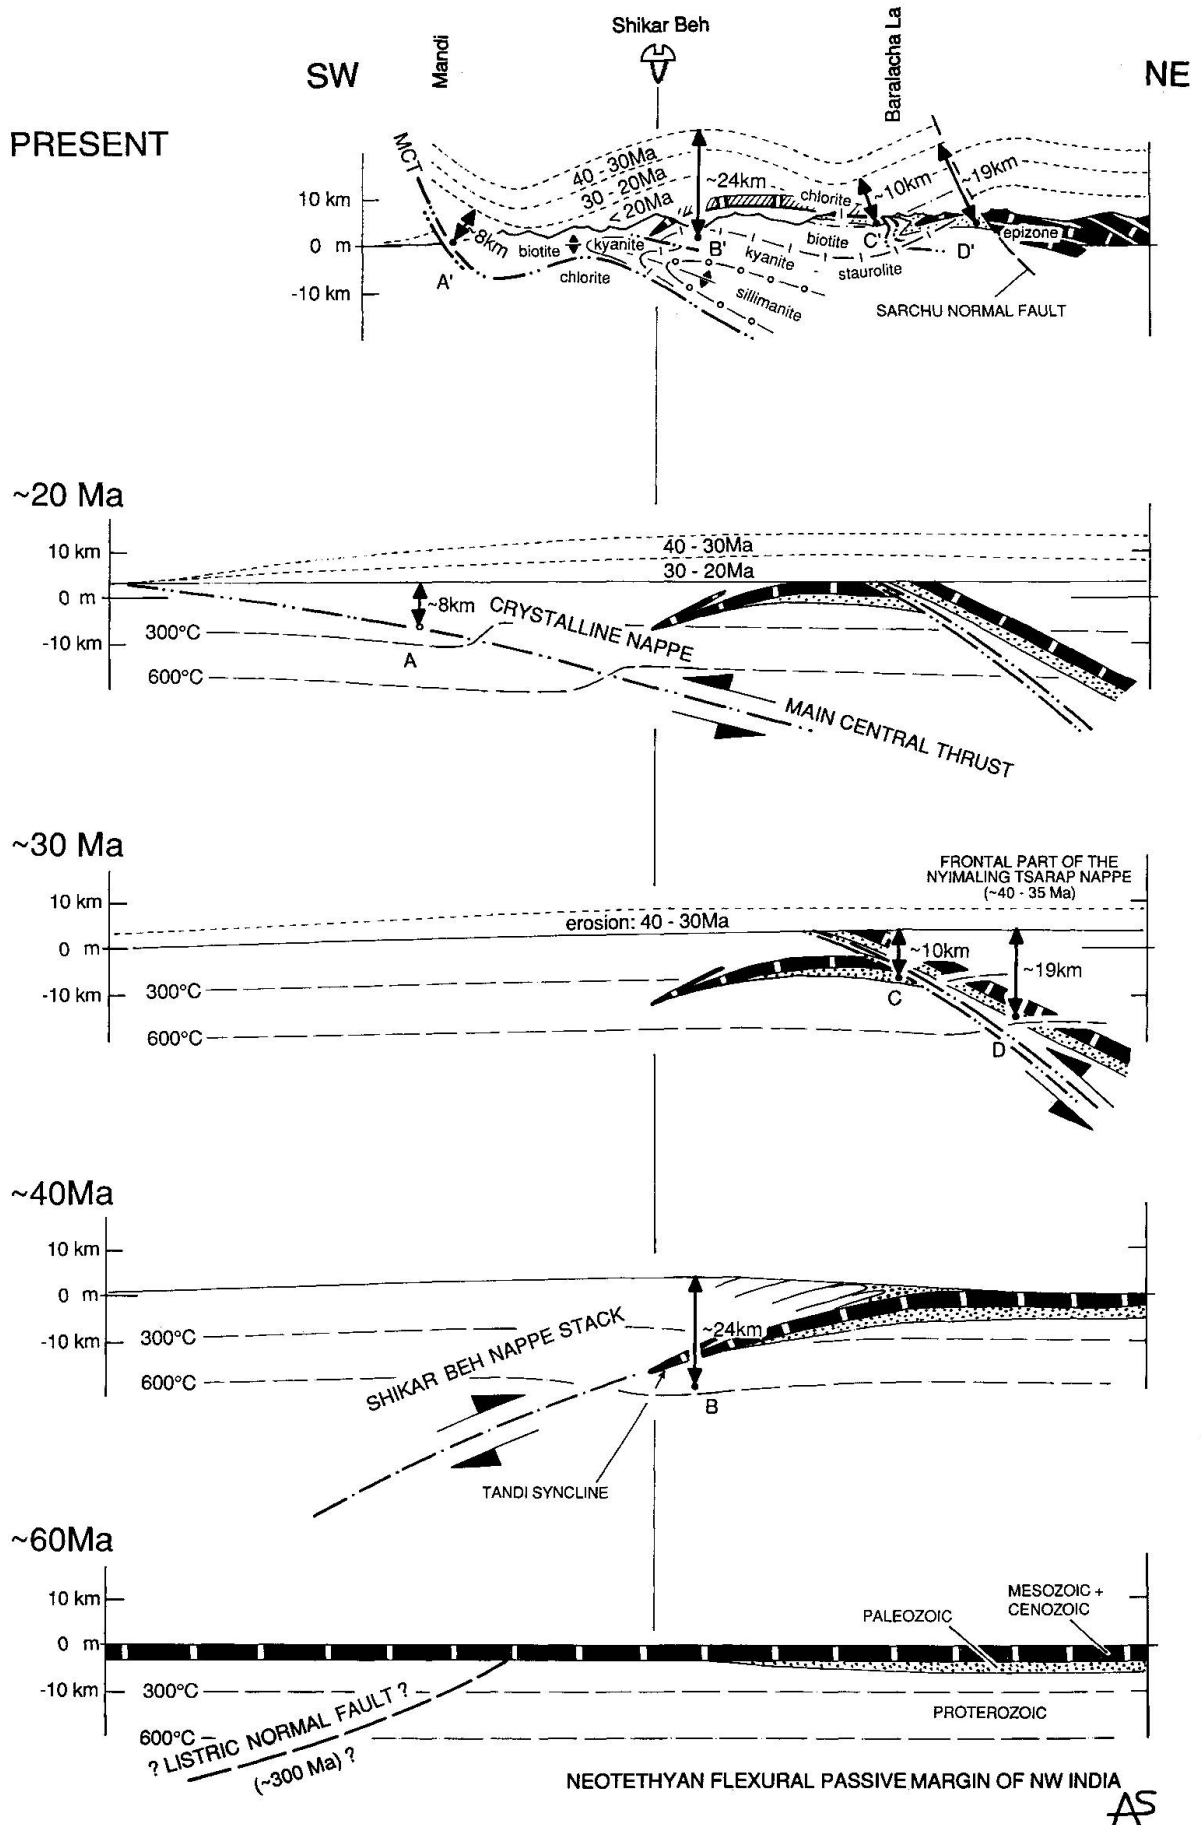 Shikar Beh
Mandi
Baralacha La
SW
NE
PRESENT
MCT
40 - 30Ma
30 - 20Ma
20Ma
~24km
chlorite
~10km
~19km
10 km
0 m
-10 km
~8km
biotite
kyanite
B'
biotite
C'
D'
epizone
A'
chlorite
kyanite
staurolite
sillimanite
SARCHU NORMAL FAULT
~20 Ma
10 km
0 m
-10 km
40 - 30Ma
30 - 20Ma
~8km
CRYSTALLINE NAPPE
300°C
A
600°C
MAIN CENTRAL THRUST
~30 Ma
FRONTAL PART OF THE
NYIMALING TSARAP NAPPE
(~40 - 35 Ma)
10 km
0 m
-10 km
erosion: 40 - 30Ma
~10km
~19km
300°C
C
600°C
D
~40Ma
10 km
0 m
-10 km
300°C
~24km
600°C
SHIKAR BEH NAPPE STACK
B
TANDI SYNCLINE
~60Ma
10 km
0 m
-10 km
MESOZOIC +
CENOZOIC
PALEOZOIC
300°C
PROTEROZOIC
600°C
? LISTRIC NORMAL FAULT ?
(~300 Ma) ?
NEOTETHYAN FLEXURAL PASSIVE MARGIN OF NW INDIA
AS